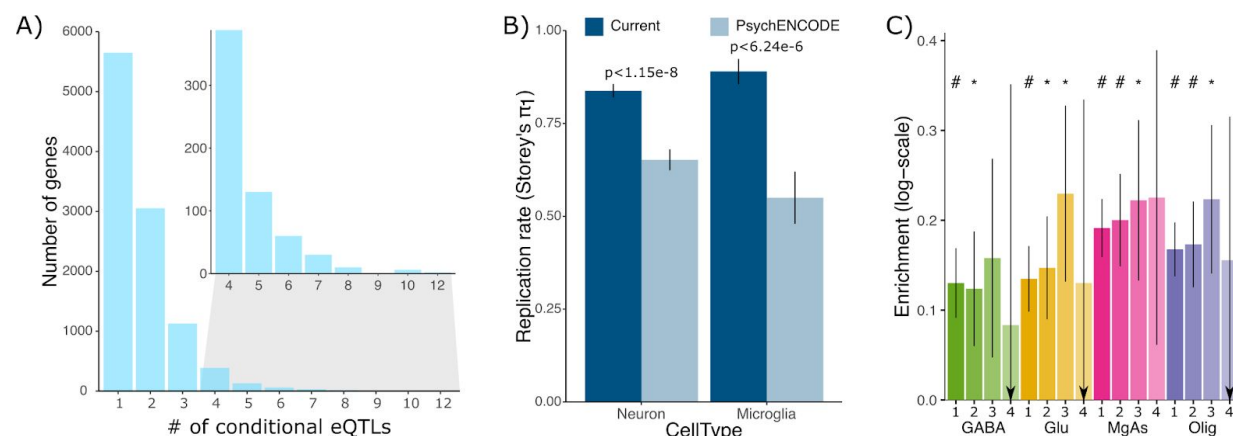 A)
6000
5000
4000
3000
2000
1000
0
Number of genes
1 2 3 4 5 6 7 8 9 10 12
# of conditional eQTLs
300
200
100
0
4 5 6 7 8 9 10 12
B)
Current
PsychENCODE
1.00
0.75
0.50
0.25
0.00
Replication rate (Storey's π1)
p<1.15e-8
p<6.24e-6
Neuron Microglia
CellType
C)
0.4
0.3
0.2
0.1
0.0
Enrichment (log-scale)
# * # * * # # * # # *
1 2 3 4 1 2 3 4 1 2 3 4 1 2 3 4
GABA Glu MgAs Olig